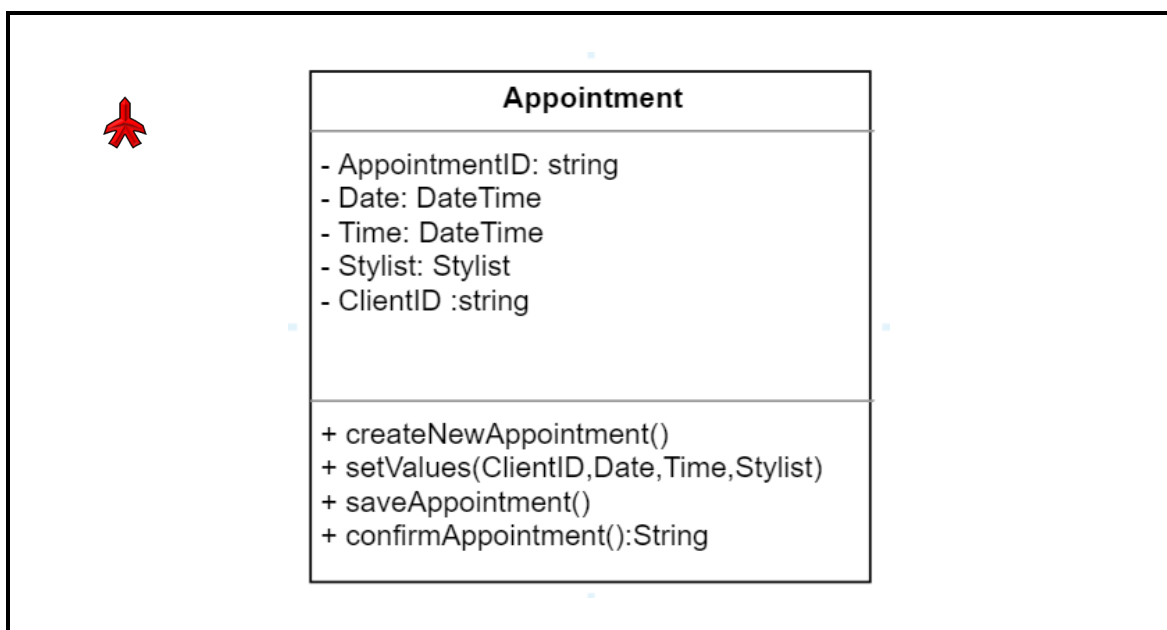 Appointment
- AppointmentID: string
- Date: DateTime
- Time: DateTime
- Stylist: Stylist
- ClientID :string
+ createNewAppointment()
+ setValues(ClientID,Date,Time,Stylist)
+ saveAppointment()
+ confirmAppointment():String